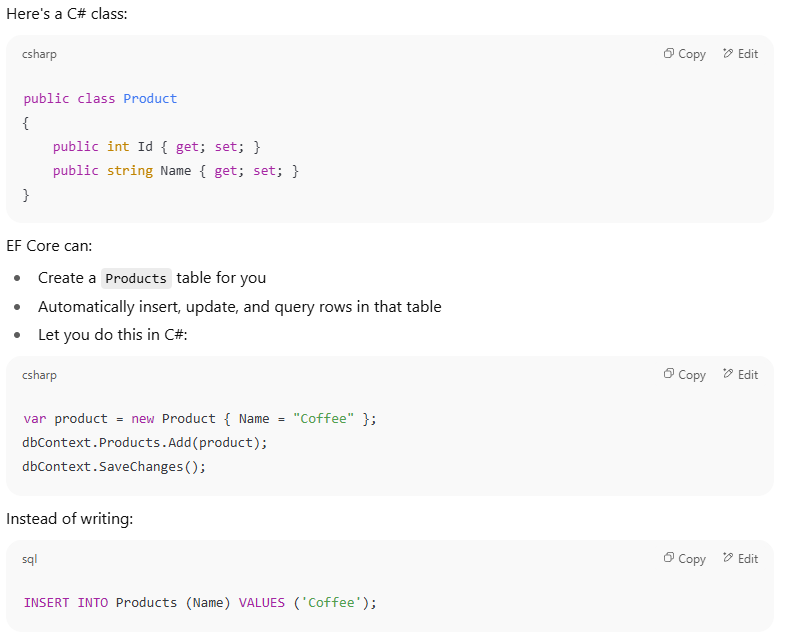 Here's a C# class:
csharp Copy Edit
public class Product
{
    public int Id { get; set; }
    public string Name { get; set; }
}
EF Core can:
• Create a Products table for you
• Automatically insert, update, and query rows in that table
• Let you do this in C#:
csharp Copy Edit
var product = new Product { Name = "Coffee" };
dbContext.Products.Add(product);
dbContext.SaveChanges();
Instead of writing:
sql Copy Edit
INSERT INTO Products (Name) VALUES ('Coffee');